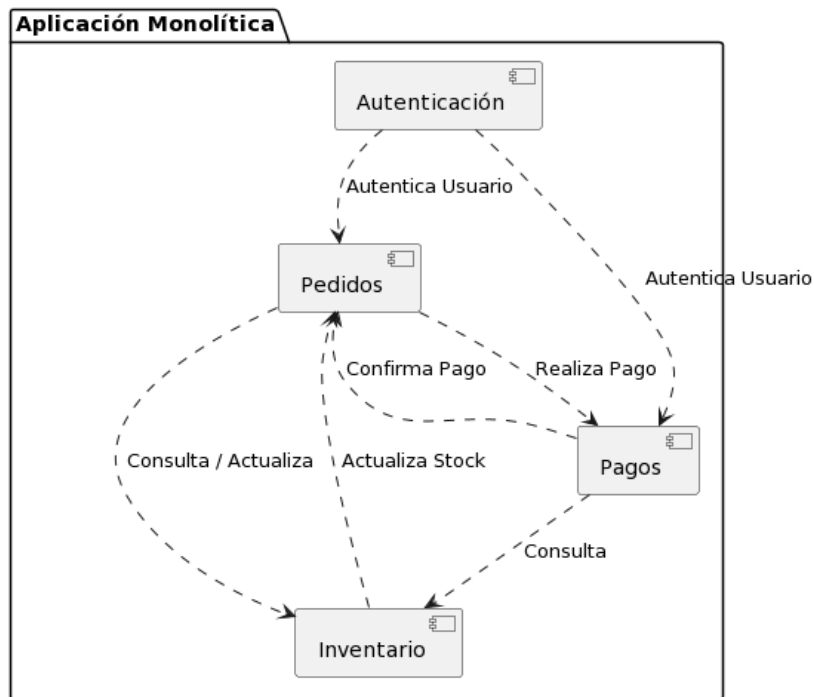 Aplicación Monolítica
Autenticación
Autentica Usuario
Pedidos
Autentica Usuario
Confirma Pago
Realiza Pago
Consulta / Actualiza
Actualiza Stock
Pagos
Consulta
Inventario